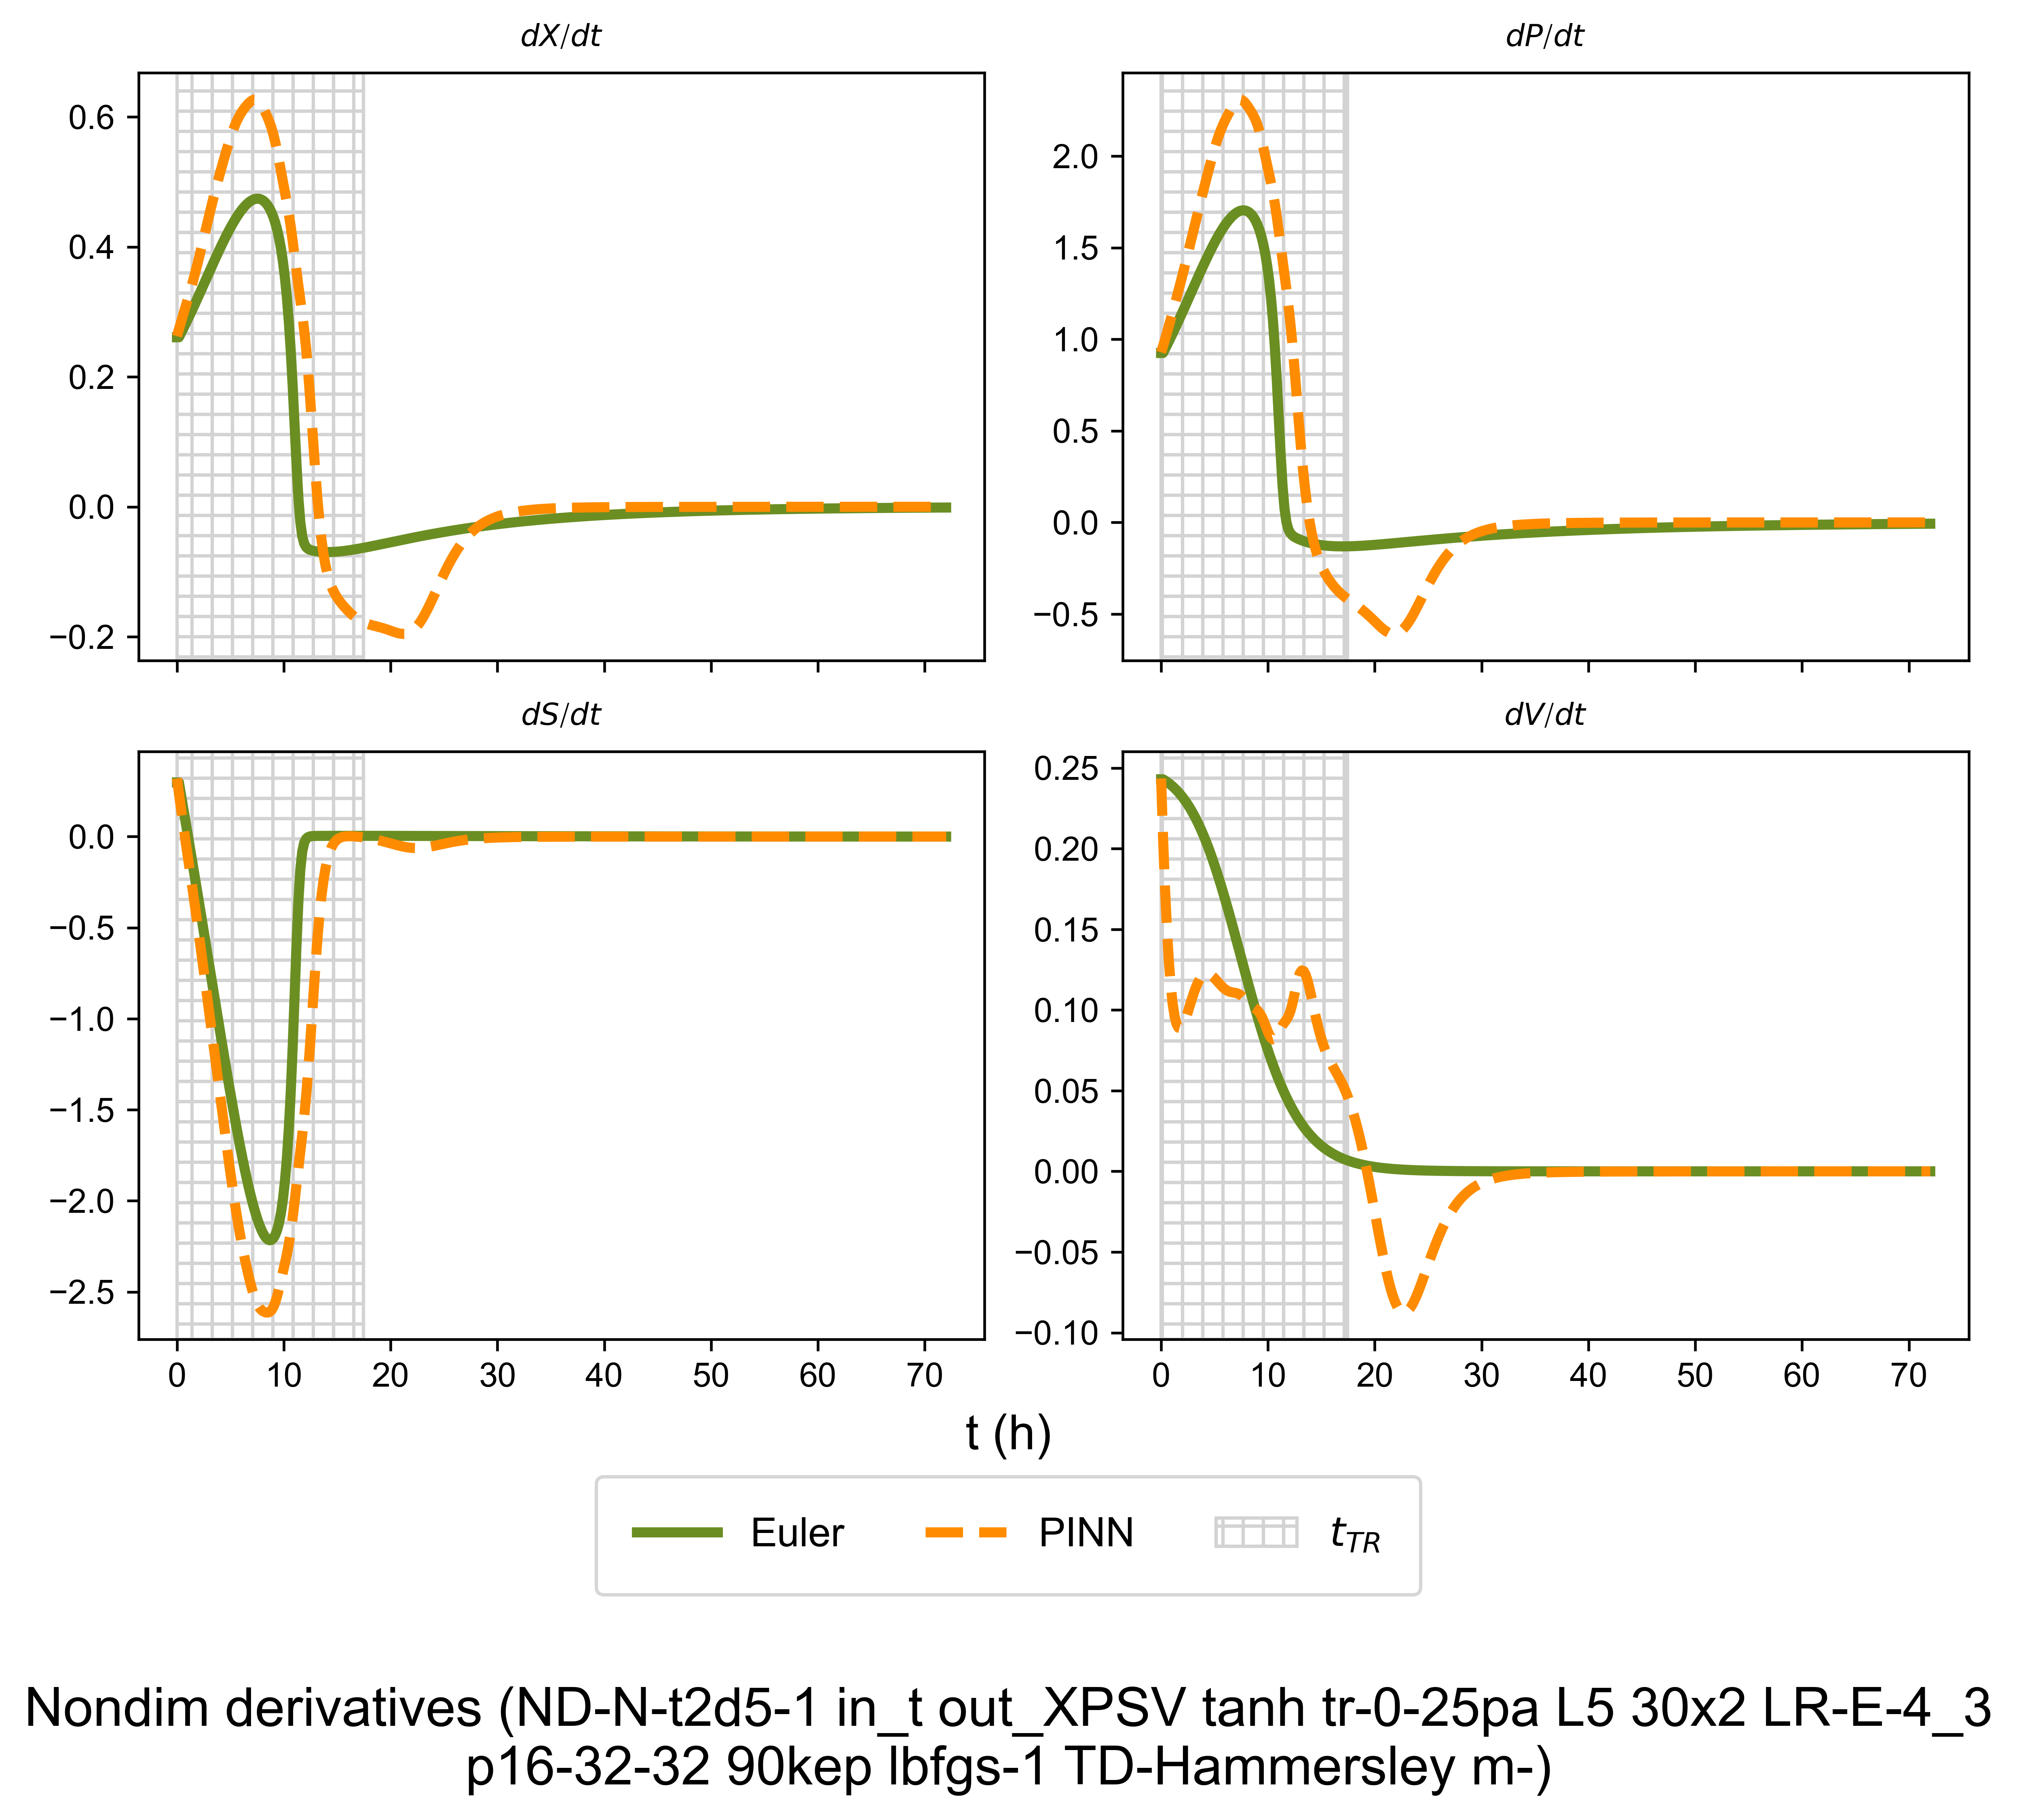 dX/dt
dP/dt
0.6
0.4
0.2
0.0
−0.2
2.0
1.5
1.0
0.5
0.0
−0.5
dS/dt
dV/dt
0.0
−0.5
−1.0
−1.5
−2.0
−2.5
0.25
0.20
0.15
0.10
0.05
0.00
−0.05
−0.10
0 10 20 30 40 50 60 70
0 10 20 30 40 50 60 70
t (h)
Euler PINN t_TR
Nondim derivatives (ND-N-t2d5-1 in_t out_XPSV tanh tr-0-25pa L5 30x2 LR-E-4_3
p16-32-32 90kep lbfgs-1 TD-Hammersley m-)